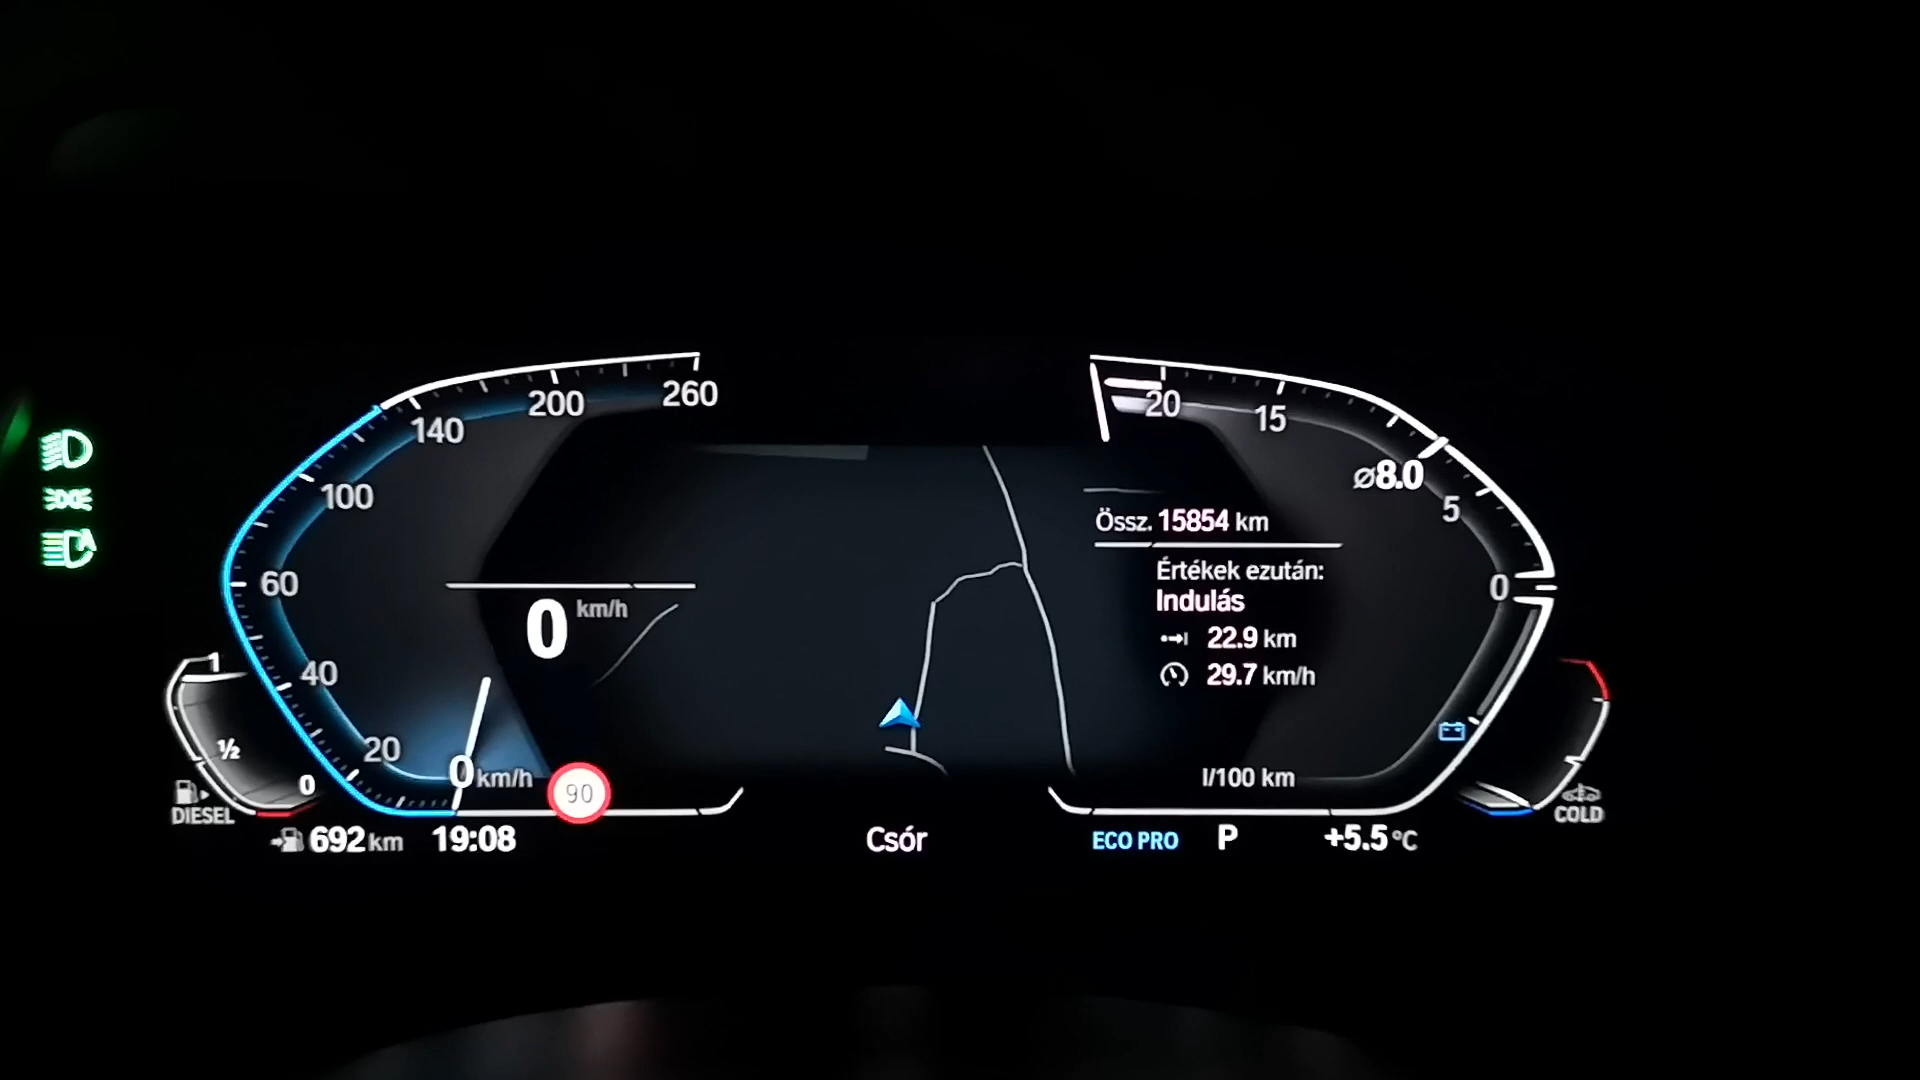 260
200
140
100
60
40
20
0 km/h
0 km/h
90
1
½
0
DIESEL
692 km
19:08
Csór
20
15
ø8.0
5
0
Össz. 15854 km
Értékek ezután:
Indulás
22.9 km
29.7 km/h
l/100 km
ECO PRO
P
+5.5 °C
COLD
A